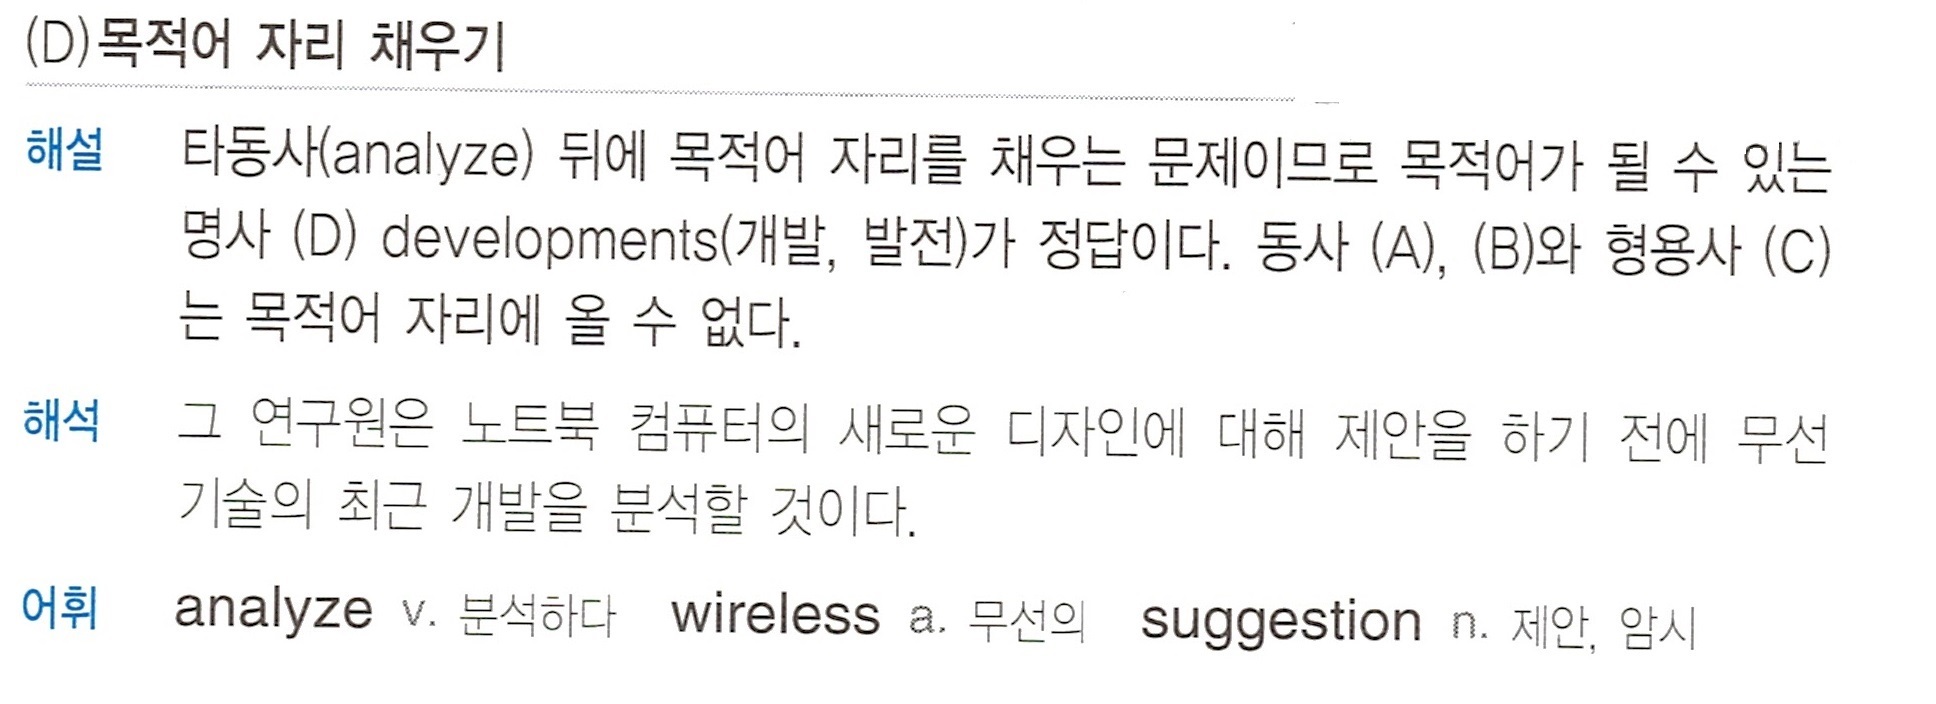 (D) 목적어 자리 채우기
해설 타동사(analyze) 뒤에 목적어 자리를 채우는 문제이므로 목적어가 될 수 있는
명사 (D) developments(개발, 발전)가 정답이다. 동사 (A), (B)와 형용사 (C)
는 목적어 자리에 올 수 없다.
해석 그 연구원은 노트북 컴퓨터의 새로운 디자인에 대해 제안을 하기 전에 무선
기술의 최근 개발을 분석할 것이다.
어휘 analyze v. 분석하다 wireless a. 무선의 suggestion n. 제안, 암시